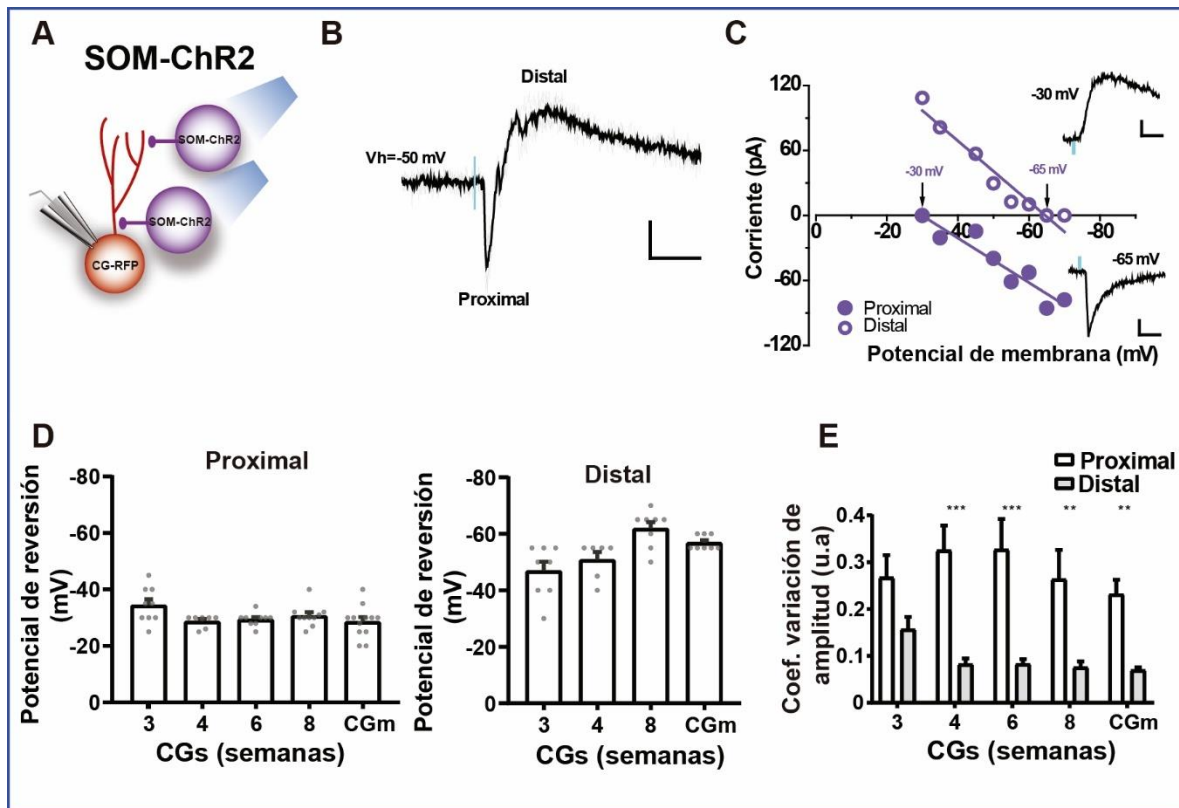 A
SOM-ChR2
SOM-ChR2
SOM-ChR2
CG-RFP
B
Distal
Vh=-50 mV
Proximal
C
Corriente (pA)
120
60
0
-60
-120
-30 mV
-65 mV
-30 mV
-65 mV
0
-20
-40
-60
-80
Proximal
Distal
Potencial de membrana (mV)
D
Proximal
Potencial de reversión
(mV)
-80
-60
-40
-20
0
3 4 6 8 CGm
CGs (semanas)
Distal
Potencial de reversión
(mV)
-80
-60
-40
-20
0
3 4 8 CGm
CGs (semanas)
E
Proximal
Distal
Coef. variación de
amplitud (u.a)
0.4
0.3
0.2
0.1
0
*** *** ** **
3 4 6 8 CGm
CGs (semanas)